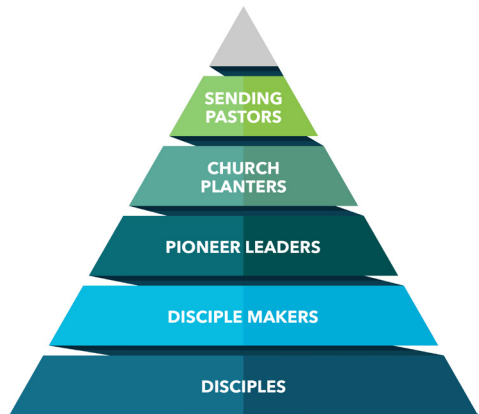 SENDING
PASTORS
CHURCH
PLANTERS
PIONEER LEADERS
DISCIPLE MAKERS
DISCIPLES